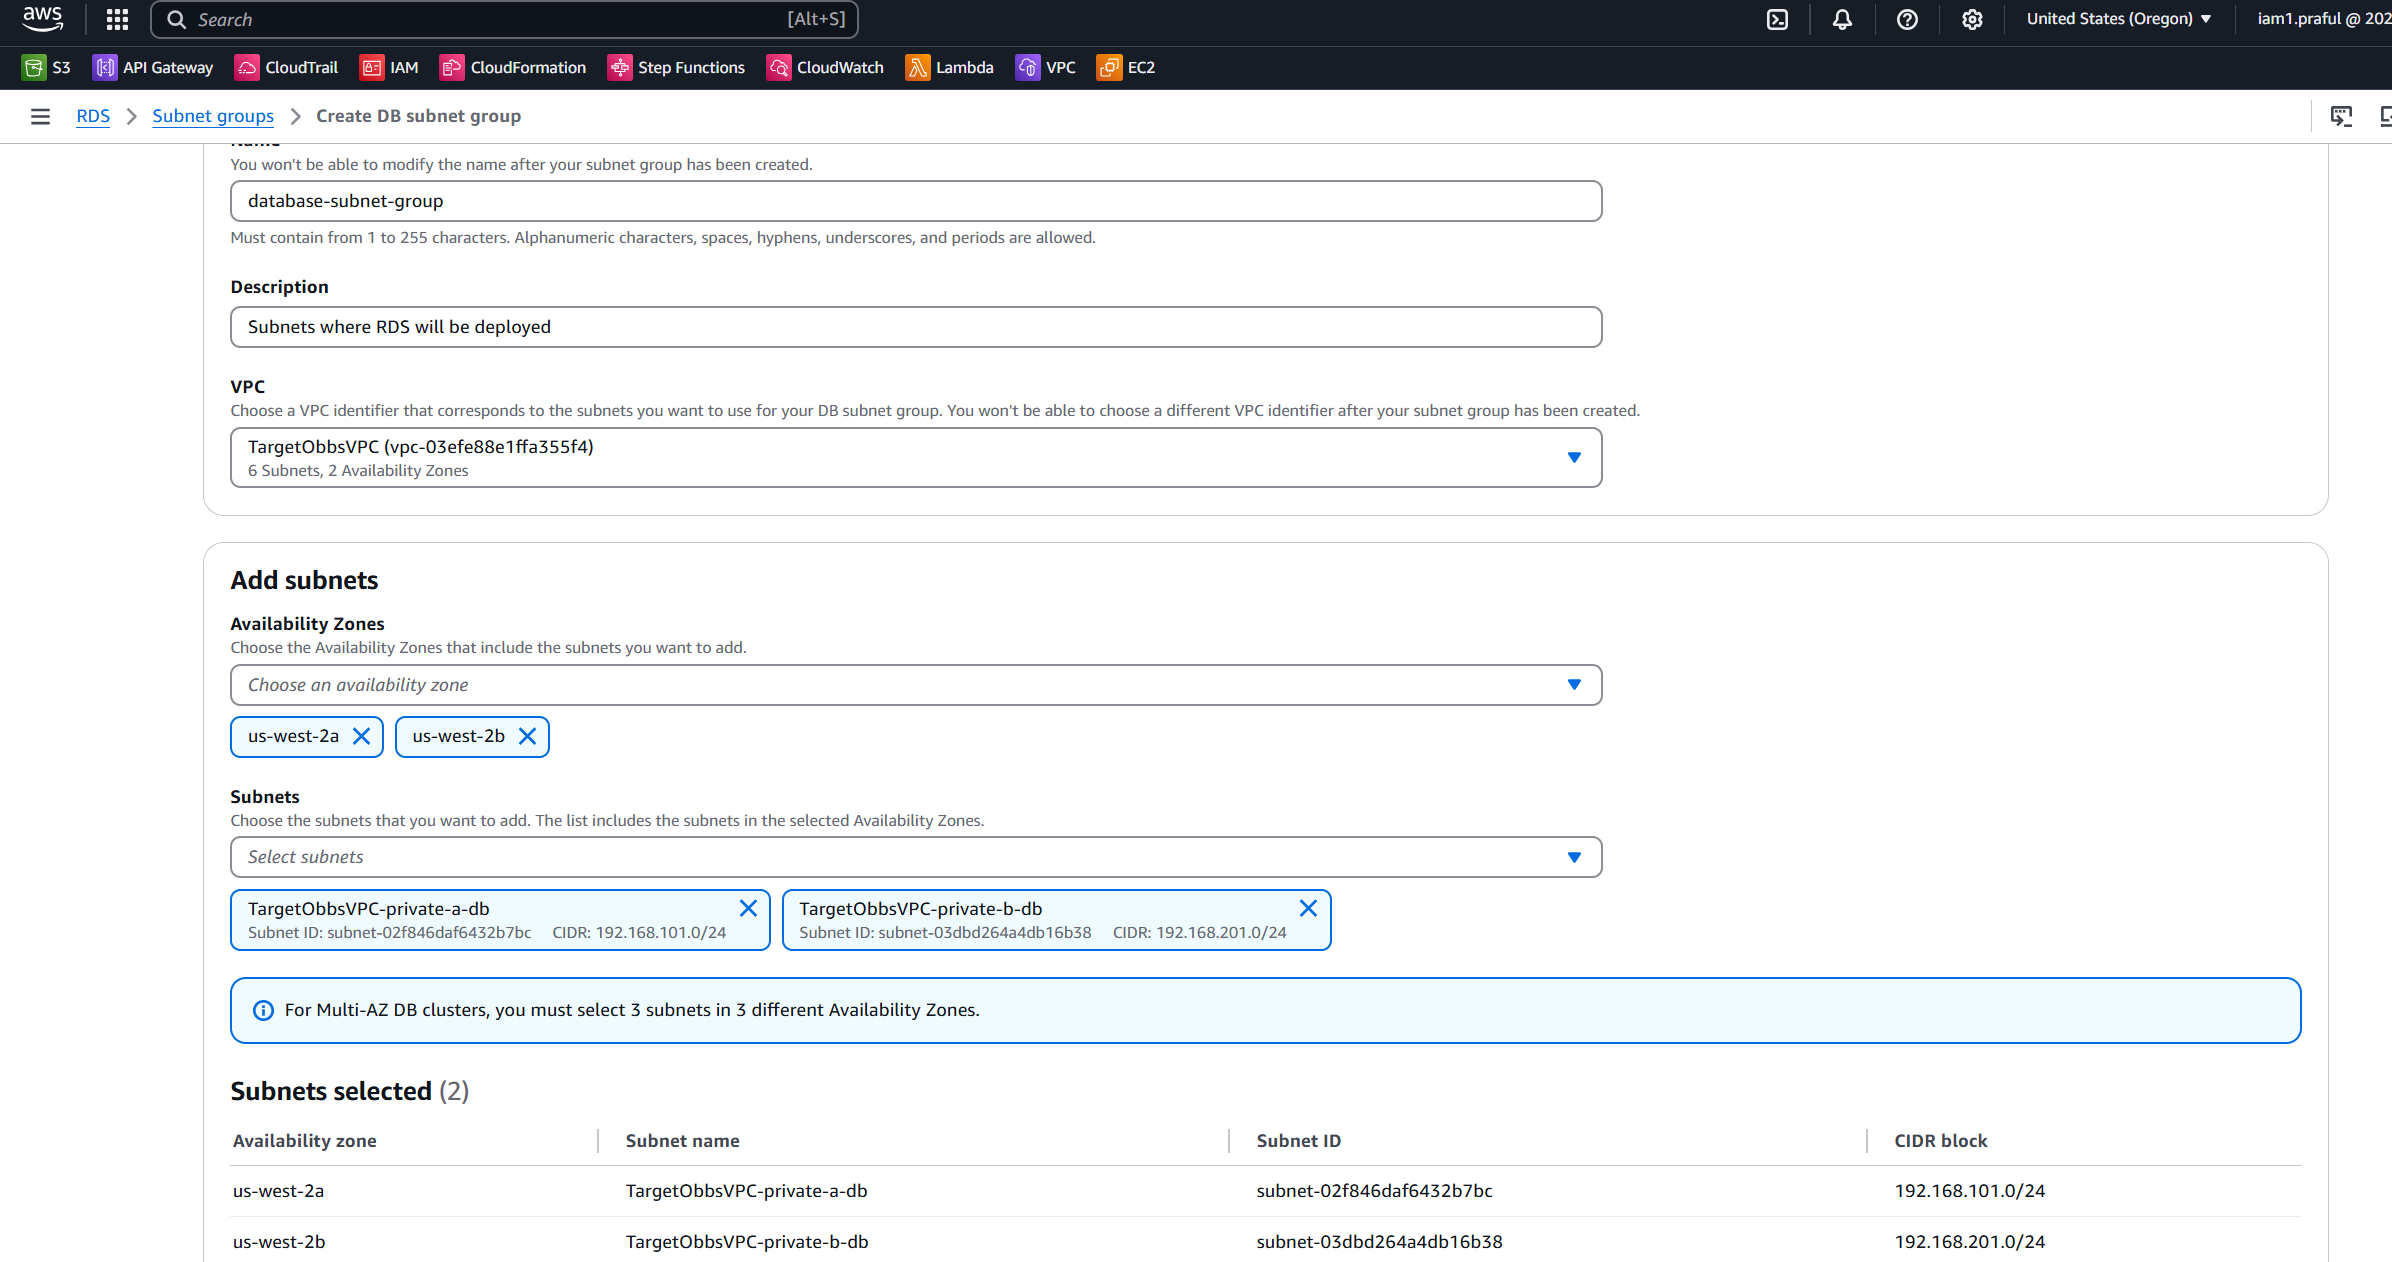 aws
Search [Alt+S]
United States (Oregon) iam1.praful @ 202
S3 API Gateway CloudTrail IAM CloudFormation Step Functions CloudWatch Lambda VPC EC2
RDS Subnet groups Create DB subnet group
Name
You won't be able to modify the name after your subnet group has been created.
database-subnet-group
Must contain from 1 to 255 characters. Alphanumeric characters, spaces, hyphens, underscores, and periods are allowed.
Description
Subnets where RDS will be deployed
VPC
Choose a VPC identifier that corresponds to the subnets you want to use for your DB subnet group. You won't be able to choose a different VPC identifier after your subnet group has been created.
TargetObbsVPC (vpc-03efe88e1ffa355f4)
6 Subnets, 2 Availability Zones
Add subnets
Availability Zones
Choose the Availability Zones that include the subnets you want to add.
Choose an availability zone
us-west-2a us-west-2b
Subnets
Choose the subnets that you want to add. The list includes the subnets in the selected Availability Zones.
Select subnets
TargetObbsVPC-private-a-db TargetObbsVPC-private-b-db
Subnet ID: subnet-02f846daf6432b7bc CIDR: 192.168.101.0/24 Subnet ID: subnet-03dbd264a4db16b38 CIDR: 192.168.201.0/24
For Multi-AZ DB clusters, you must select 3 subnets in 3 different Availability Zones.
Subnets selected (2)
Availability zone Subnet name Subnet ID CIDR block
us-west-2a TargetObbsVPC-private-a-db subnet-02f846daf6432b7bc 192.168.101.0/24
us-west-2b TargetObbsVPC-private-b-db subnet-03dbd264a4db16b38 192.168.201.0/24